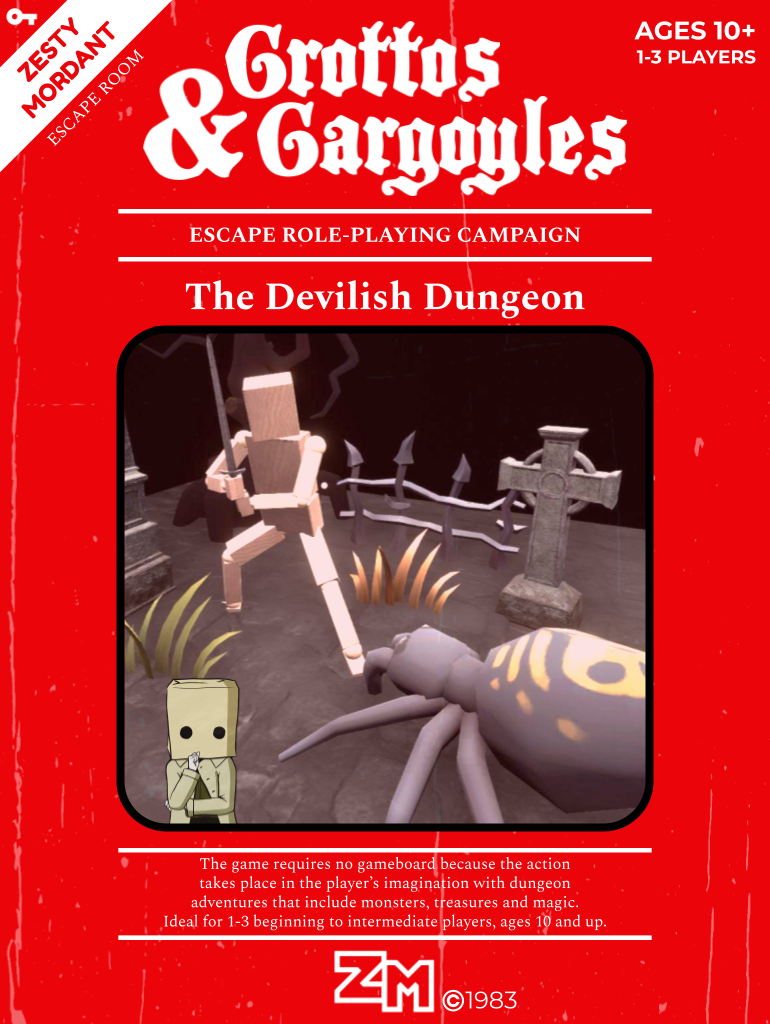 ZESTY
MORDANT
ESCAPE ROOM
AGES 10+
1-3 PLAYERS
Grottos
& Gargoyles
ESCAPE ROLE-PLAYING CAMPAIGN
The Devilish Dungeon
The game requires no gameboard because the action
takes place in the player's imagination with dungeon
adventures that include monsters, treasures and magic.
Ideal for 1-3 beginning to intermediate players, ages 10 and up.
ZM ©1983